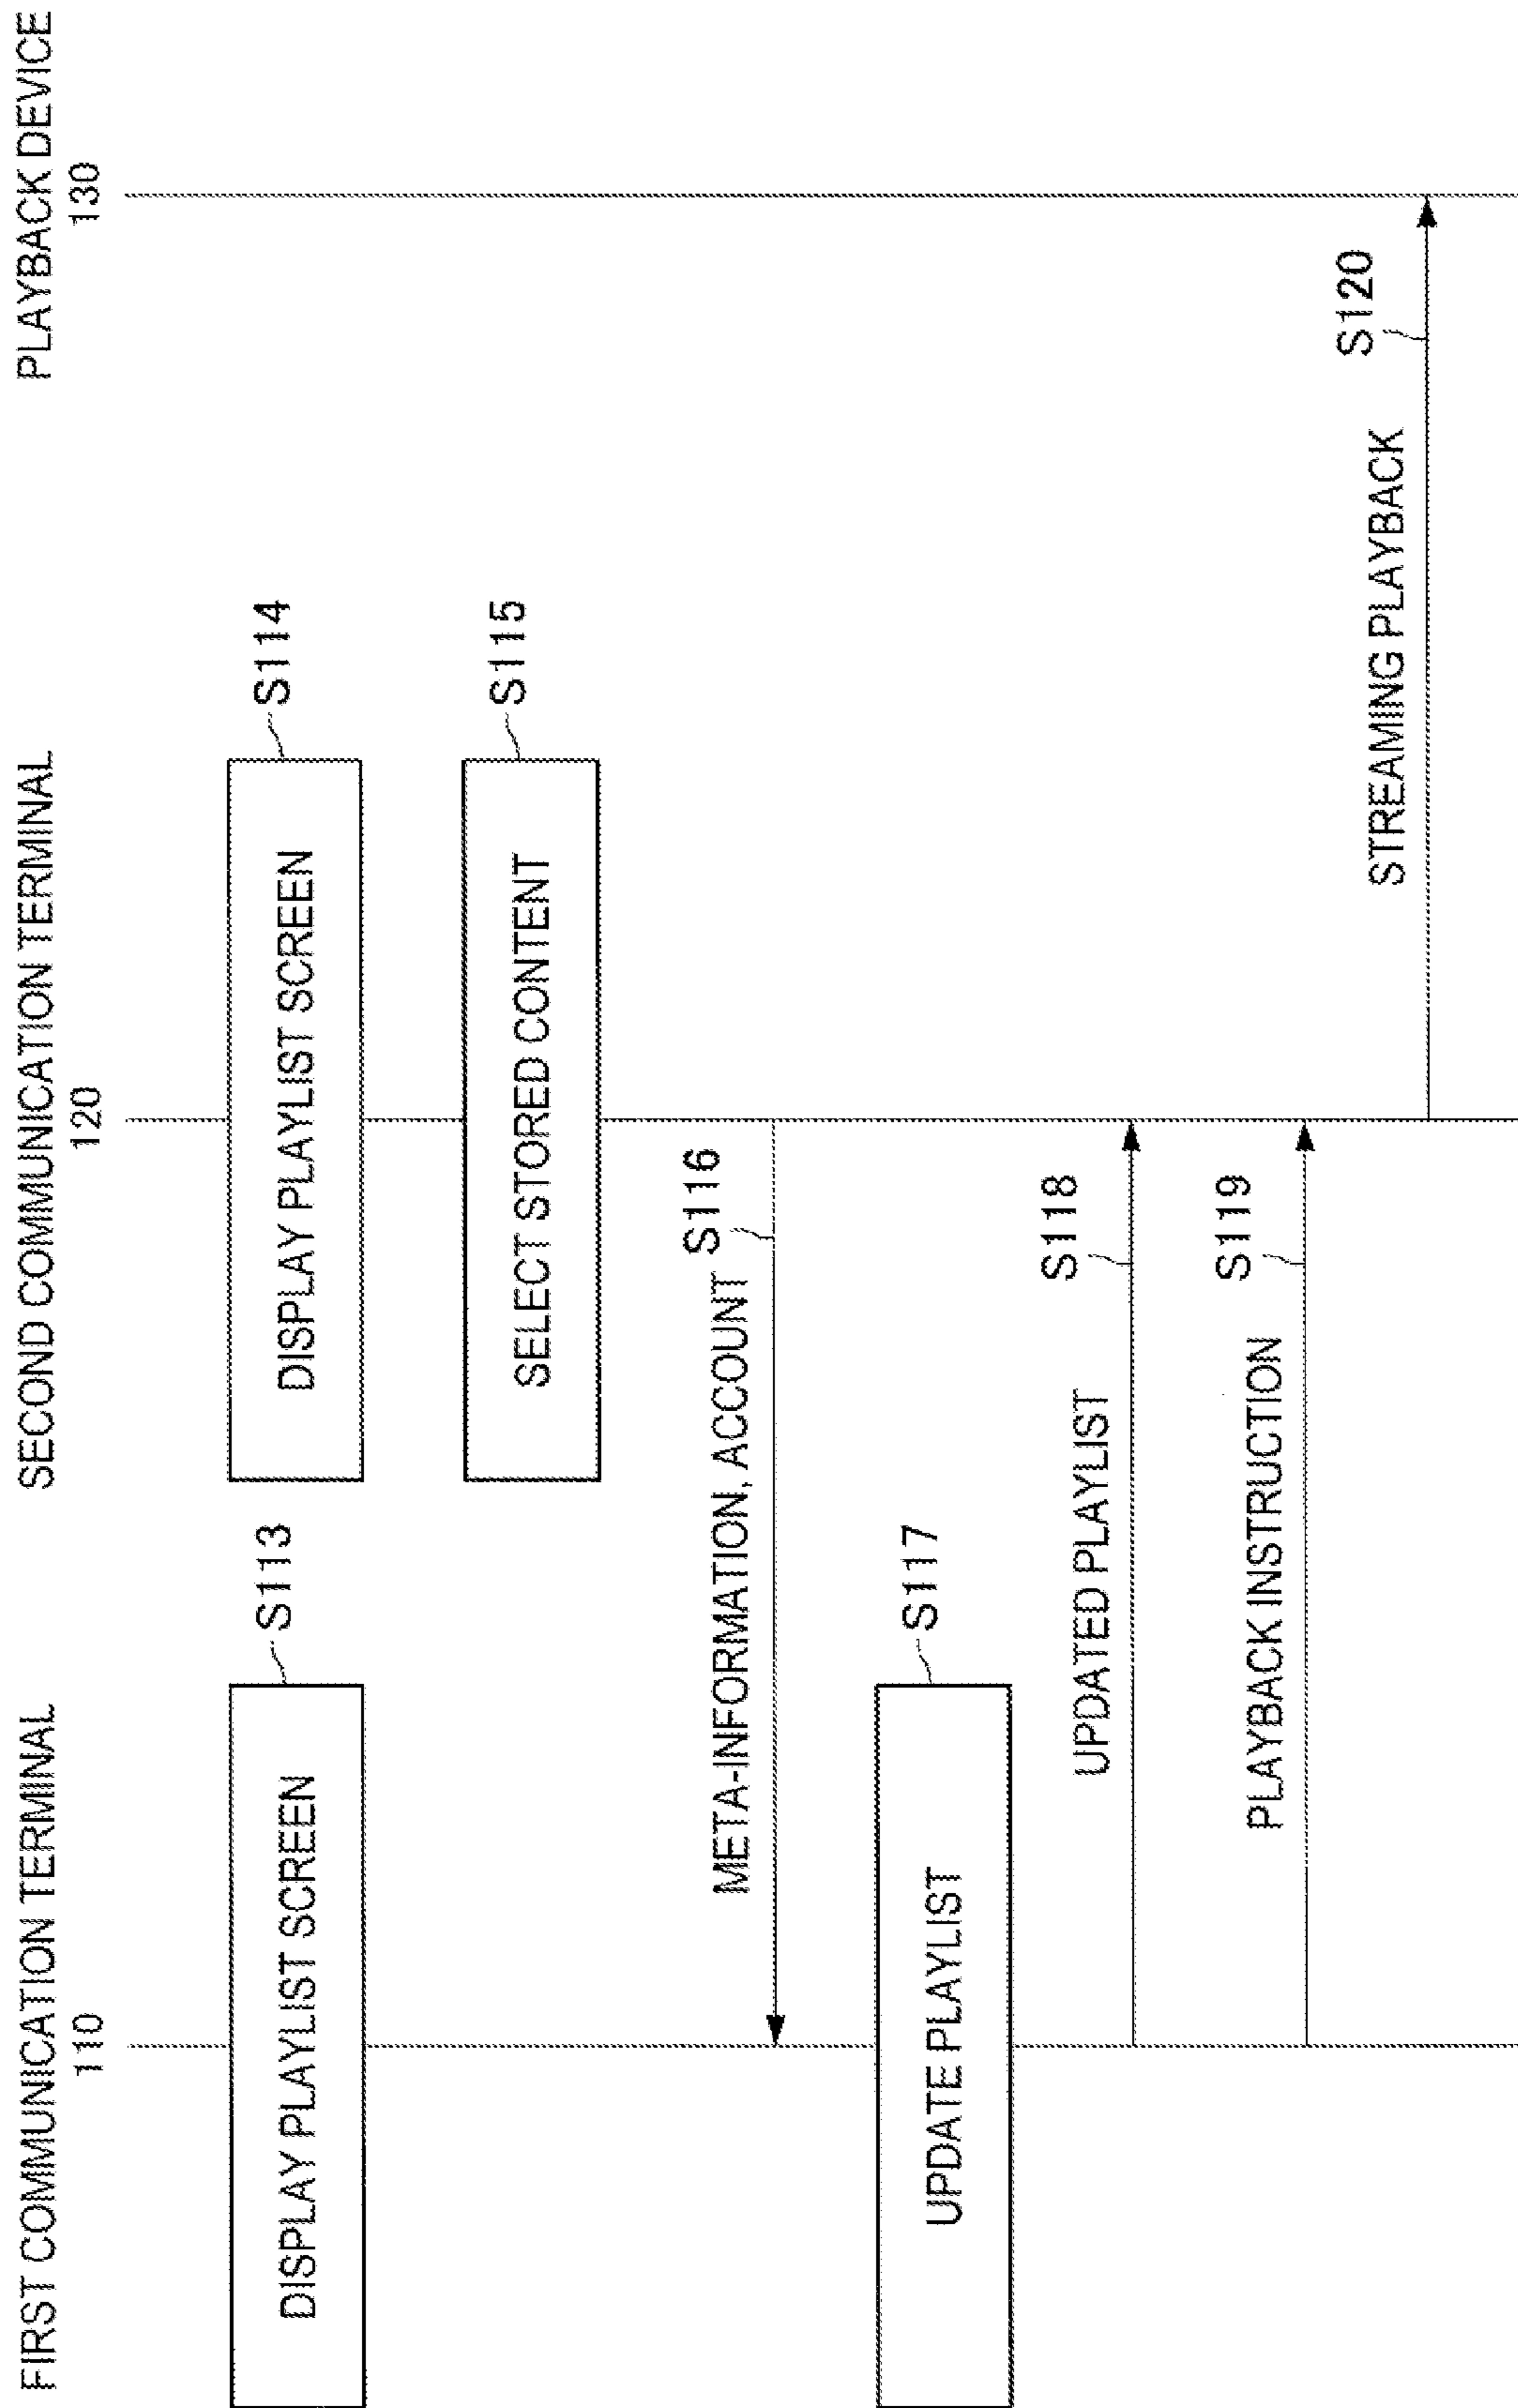 FIRST COMMUNICATION TERMINAL
110
SECOND COMMUNICATION TERMINAL
120
PLAYBACK DEVICE
130
DISPLAY PLAYLIST SCREEN
S113
DISPLAY PLAYLIST SCREEN
S114
SELECT STORED CONTENT
S115
META-INFORMATION, ACCOUNT
S116
UPDATE PLAYLIST
S117
UPDATED PLAYLIST
S118
PLAYBACK INSTRUCTION
S119
STREAMING PLAYBACK
S120